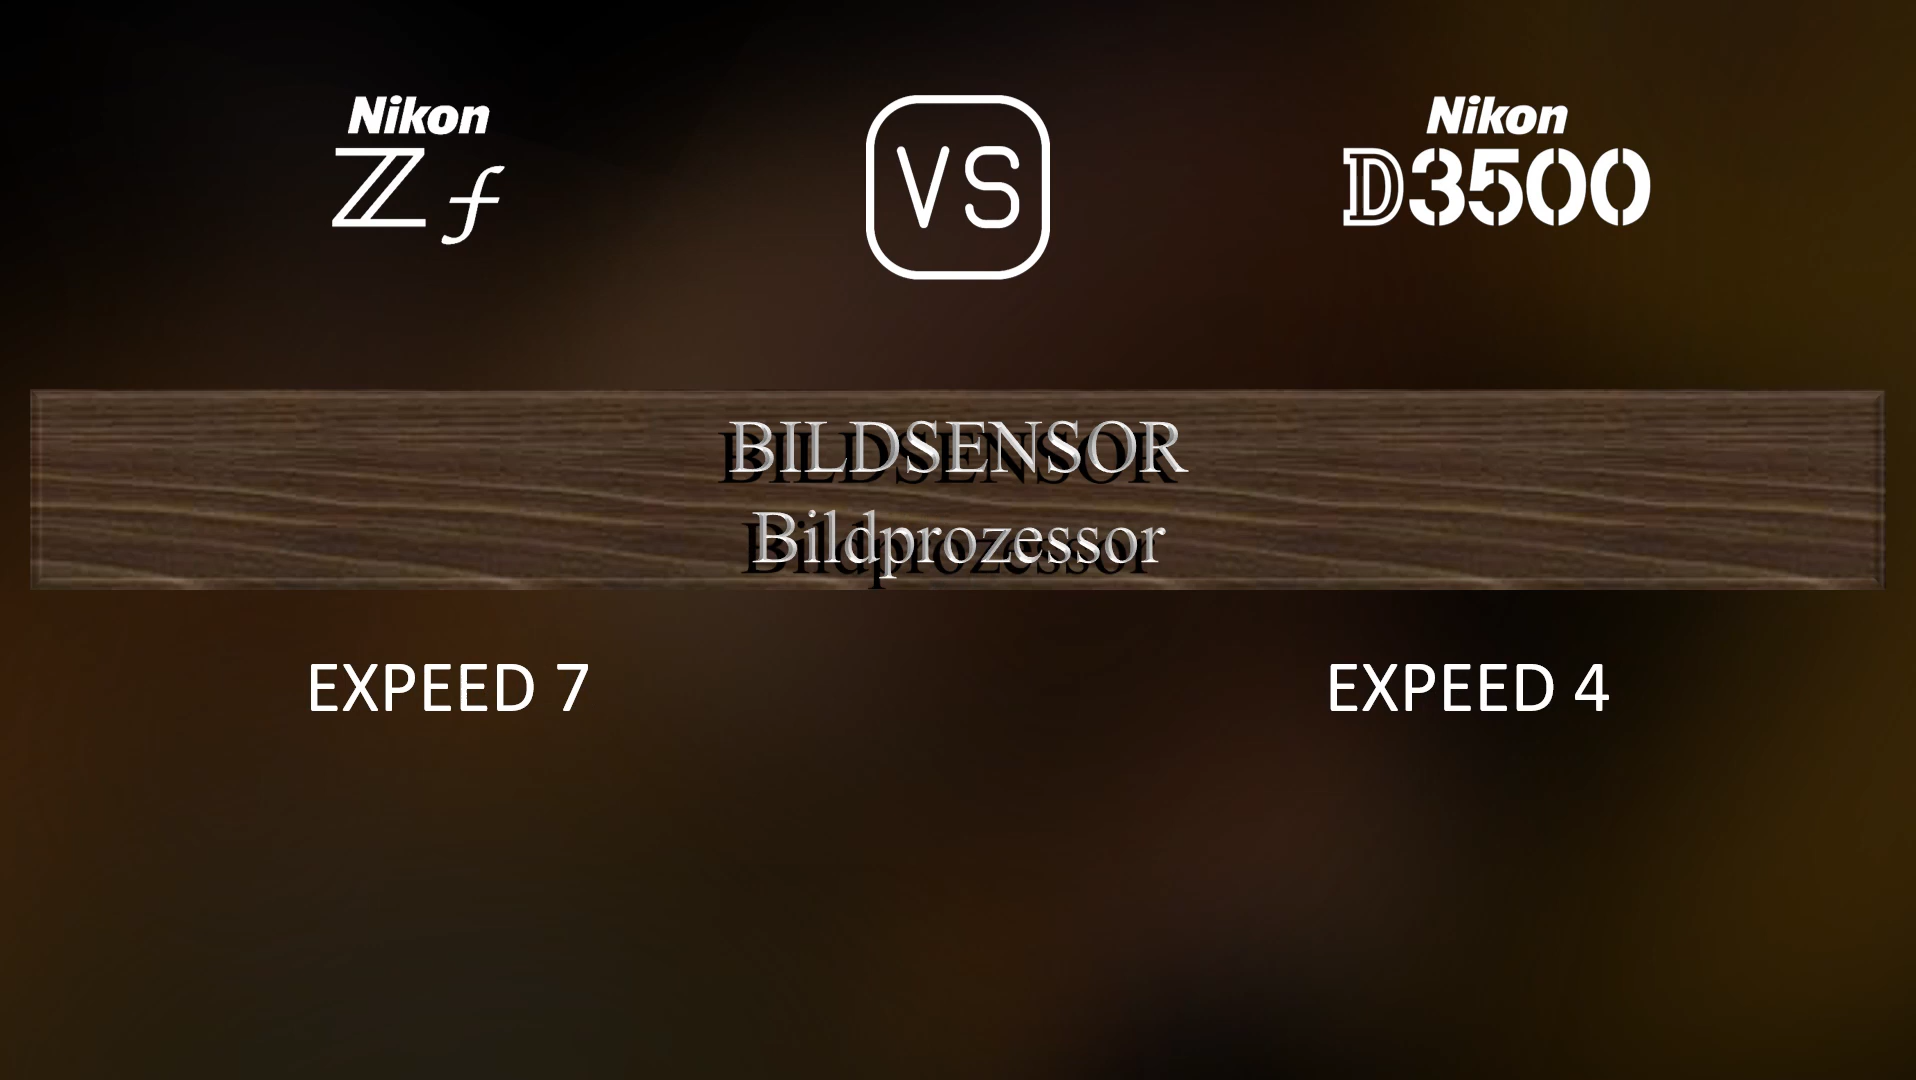 Nikon
Z f
VS
Nikon
D3500
BILDSENSOR
Bildprozessor
EXPEED 7
EXPEED 4